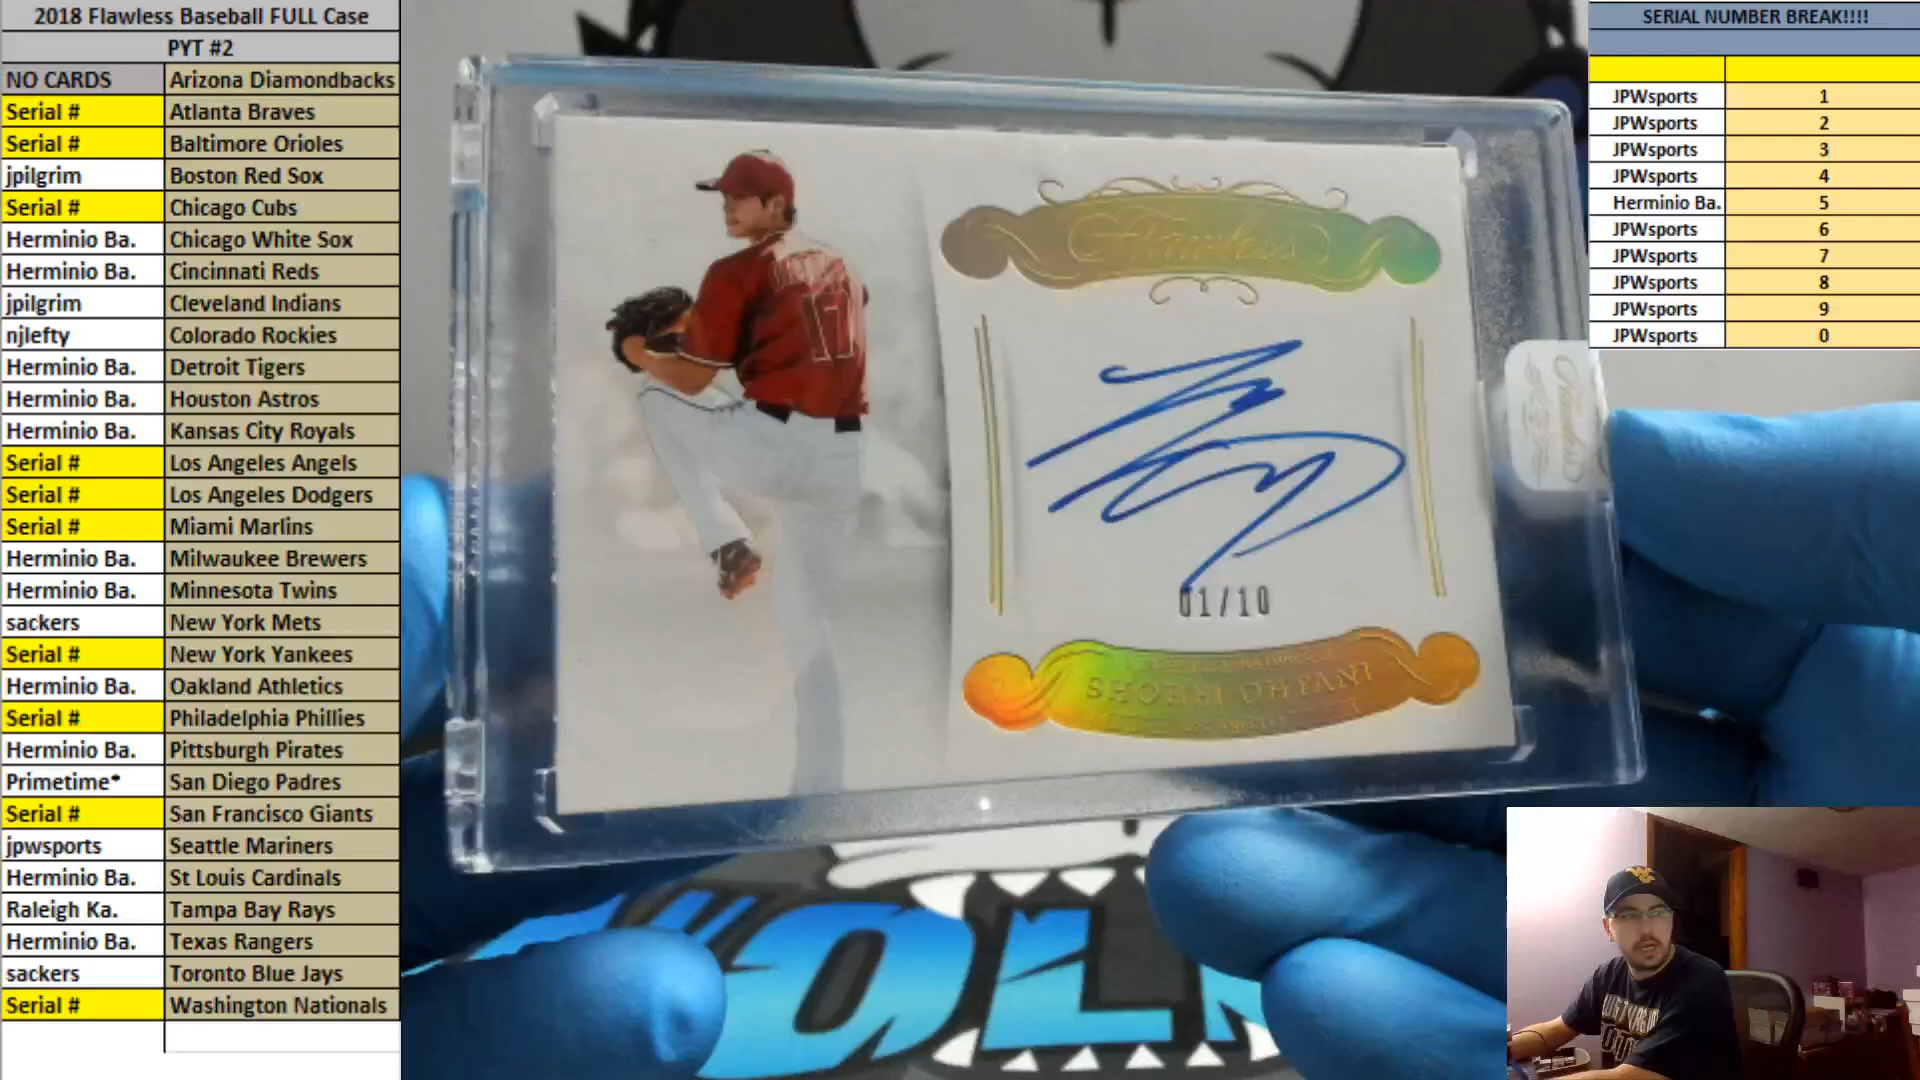 2018 Flawless Baseball FULL Case
PYT #2
NO CARDS Arizona Diamondbacks
Serial # Atlanta Braves
Serial # Baltimore Orioles
jpilgrim Boston Red Sox
Serial # Chicago Cubs
Herminio Ba. Chicago White Sox
Herminio Ba. Cincinnati Reds
jpilgrim Cleveland Indians
njlefty Colorado Rockies
Herminio Ba. Detroit Tigers
Herminio Ba. Houston Astros
Herminio Ba. Kansas City Royals
Serial # Los Angeles Angels
Serial # Los Angeles Dodgers
Serial # Miami Marlins
Herminio Ba. Milwaukee Brewers
Herminio Ba. Minnesota Twins
sackers New York Mets
Serial # New York Yankees
Herminio Ba. Oakland Athletics
Serial # Philadelphia Phillies
Herminio Ba. Pittsburgh Pirates
Primetime* San Diego Padres
Serial # San Francisco Giants
jpwsports Seattle Mariners
Herminio Ba. St Louis Cardinals
Raleigh Ka. Tampa Bay Rays
Herminio Ba. Texas Rangers
sackers Toronto Blue Jays
Serial # Washington Nationals
17
Flawless
01/10
SHOHEI OHTANI
LOS ANGELES
Flawless
SERIAL NUMBER BREAK!!!!
JPWsports 1
JPWsports 2
JPWsports 3
JPWsports 4
Herminio Ba. 5
JPWsports 6
JPWsports 7
JPWsports 8
JPWsports 9
JPWsports 0